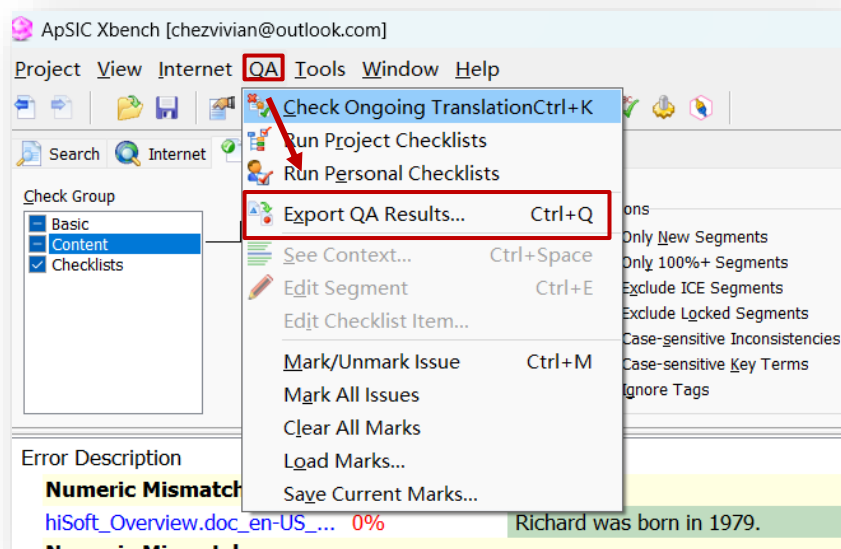 ApSIC Xbench [chezvivian@outlook.com]
Project View Internet QA Tools Window Help
Check Ongoing TranslationCtrl+K
Run Project Checklists
Search Internet
Run Personal Checklists
Check Group
Export QA Results... Ctrl+Q
ons
Basic
Only New Segments
Content
See Context... Ctrl+Space
Only 100%+ Segments
Checklists
Edit Segment Ctrl+E
Exclude ICE Segments
Exclude Locked Segments
Edit Checklist Item...
Case-sensitive Inconsistencies
Mark/Unmark Issue Ctrl+M
Case-sensitive Key Terms
Mark All Issues
Ignore Tags
Clear All Marks
Error Description
Load Marks...
Numeric Mismatch
Save Current Marks...
hiSoft_Overview.doc_en-US_... 0% Richard was born in 1979.